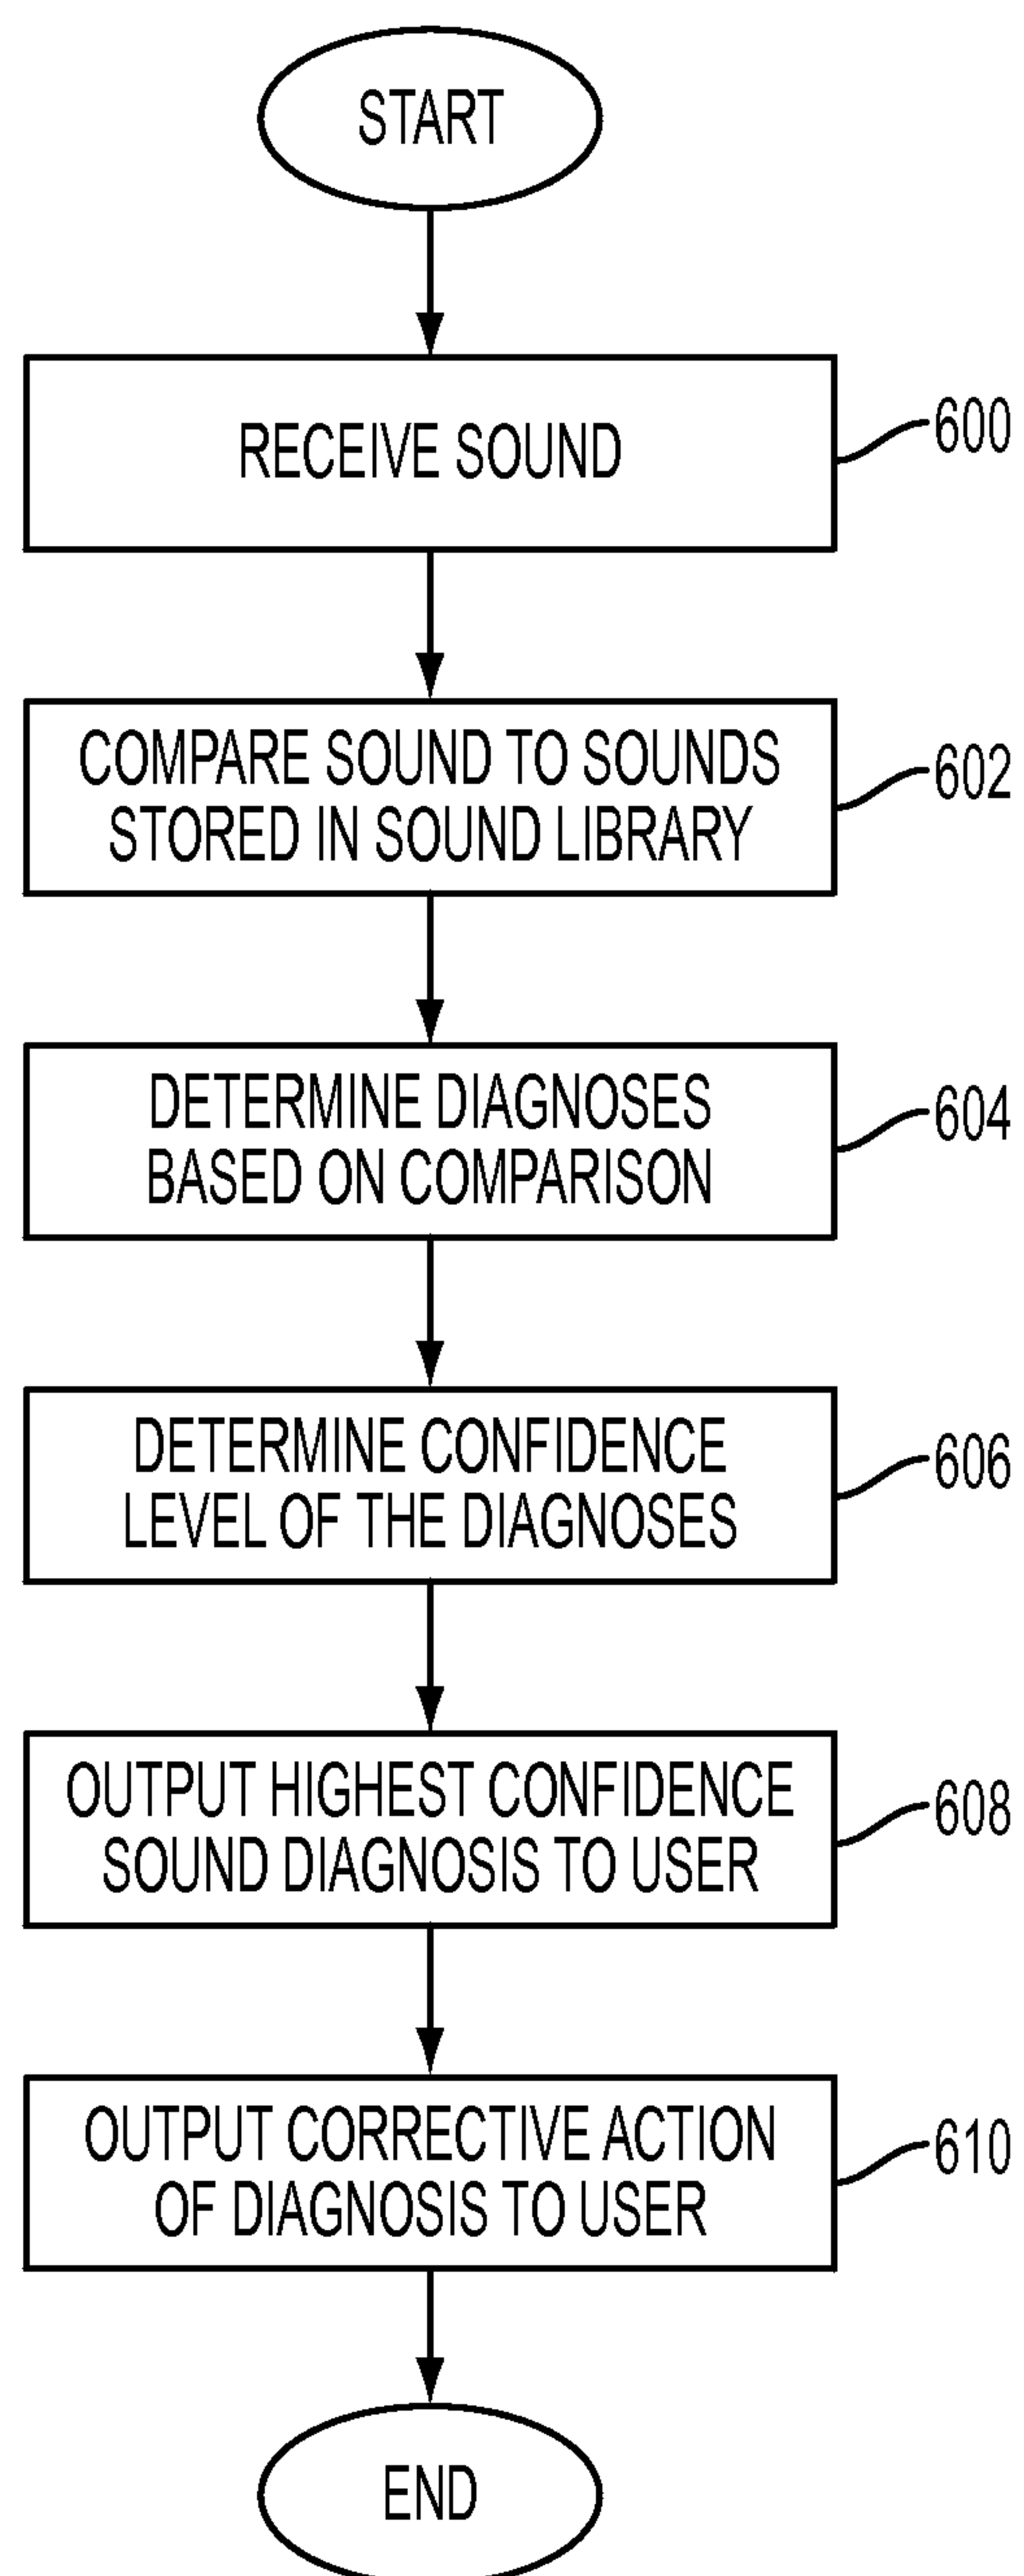 START
RECEIVE SOUND
600
COMPARE SOUND TO SOUNDS
STORED IN SOUND LIBRARY
602
DETERMINE DIAGNOSES
BASED ON COMPARISON
604
DETERMINE CONFIDENCE
LEVEL OF THE DIAGNOSES
606
OUTPUT HIGHEST CONFIDENCE
SOUND DIAGNOSIS TO USER
608
OUTPUT CORRECTIVE ACTION
OF DIAGNOSIS TO USER
610
END